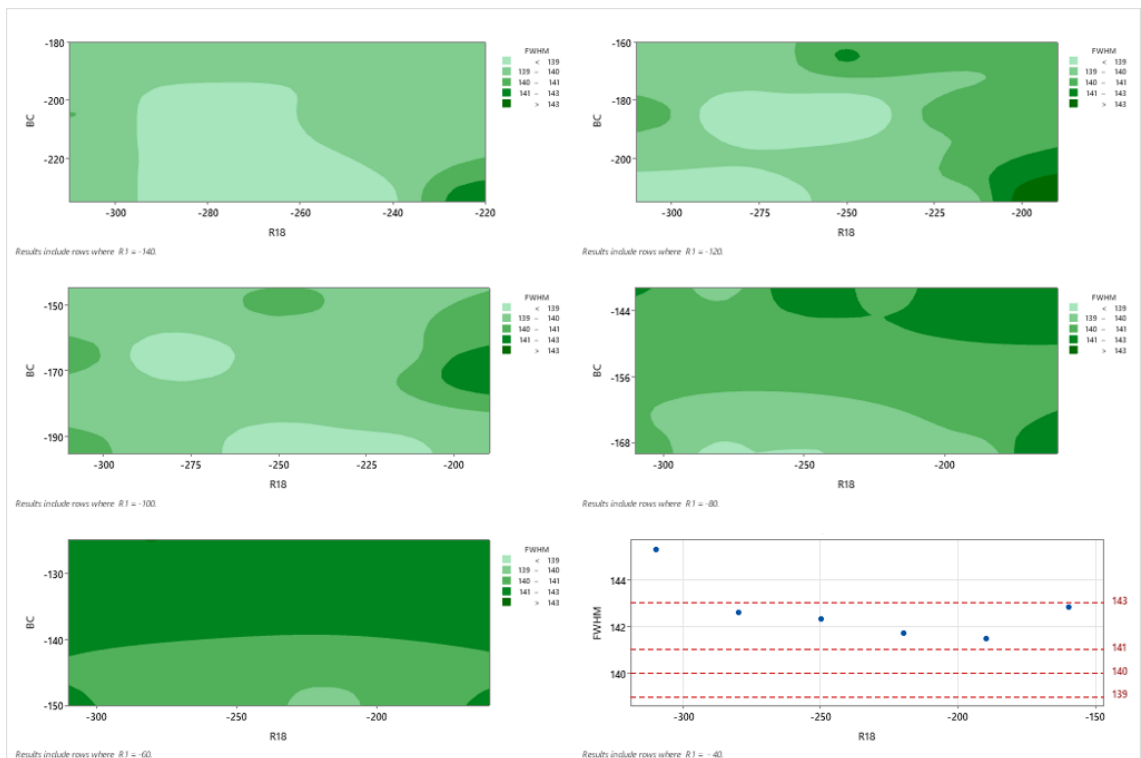 FWHM
< 139
139 – 140
140 – 141
141 – 143
> 143
-180
-200
-220
BC
-300
-280
-260
-240
-220
R18
Results include rows where R1 = -140.
FWHM
< 139
139 – 140
140 – 141
141 – 143
> 143
-160
-180
-200
BC
-300
-275
-250
-225
-200
R18
Results include rows where R1 = -120.
FWHM
< 139
139 – 140
140 – 141
141 – 143
> 143
-150
-170
-190
BC
-300
-275
-250
-225
-200
R18
Results include rows where R1 = -100.
FWHM
< 139
139 – 140
140 – 141
141 – 143
> 143
-144
-156
-168
BC
-300
-250
-200
R18
Results include rows where R1 = -80.
FWHM
< 139
139 – 140
140 – 141
141 – 143
> 143
-130
-140
-150
BC
-300
-250
-200
R18
Results include rows where R1 = -60.
144
142
140
FWHM
143
141
140
139
-300
-250
-200
-150
R18
Results include rows where R1 = -40.